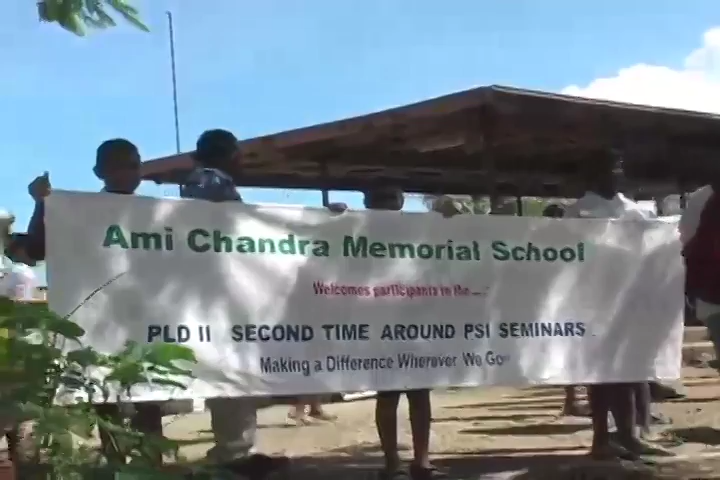 Ami Chandra Memorial School
Welcomes participants to the ....
PLD II SECOND TIME AROUND PSI SEMINARS
Making a Difference Wherever We Go